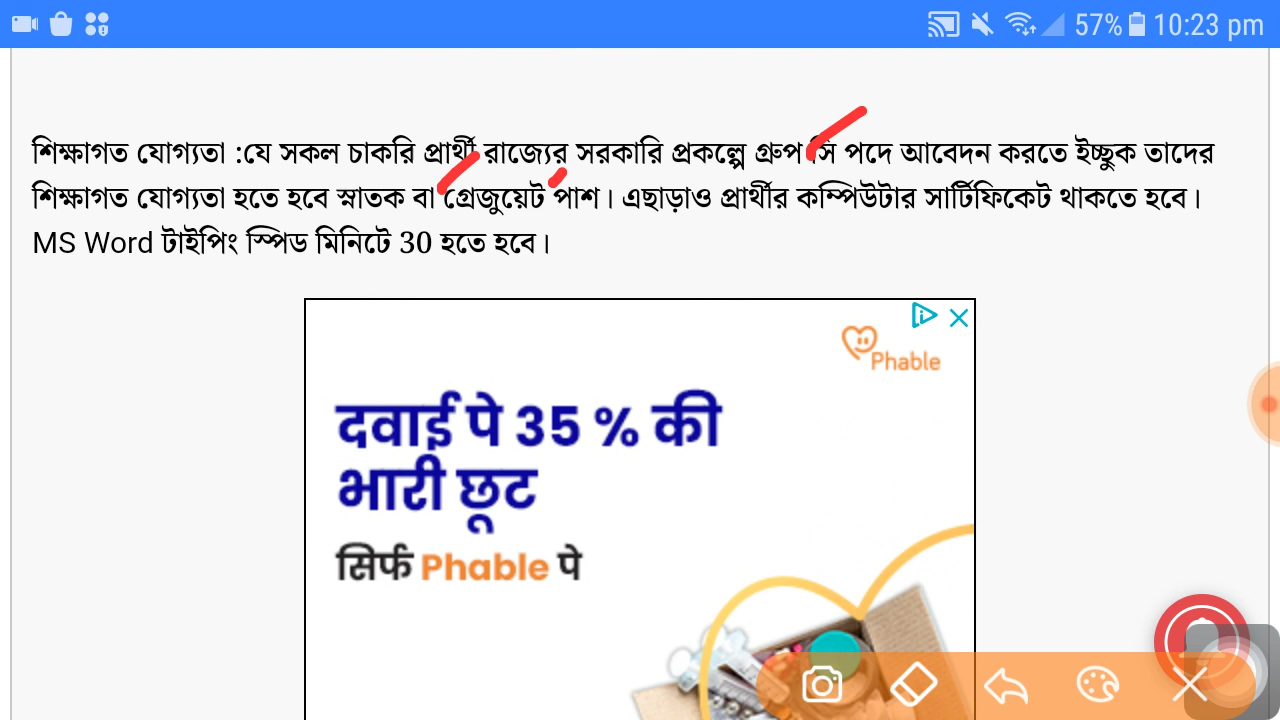 57% 10:23 pm
শিক্ষাগত যোগ্যতা :যে সকল চাকরি প্রার্থী রাজ্যের সরকারি প্রকল্পে গ্রুপ সি পদে আবেদন করতে ইচ্ছুক তাদের
শিক্ষাগত যোগ্যতা হতে হবে স্নাতক বা গ্রেজুয়েট পাশ। এছাড়াও প্রার্থীর কম্পিউটার সার্টিফিকেট থাকতে হবে।
MS Word টাইপিং স্পিড মিনিটে 30 হতে হবে।
Phable
दवाई पे 35 % की
भारी छूट
सिर्फ Phable पे